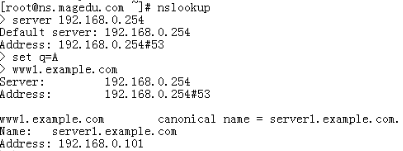 [root@ns.magedu.com ~]# nslookup
> server 192.168.0.254
Default server: 192.168.0.254
Address: 192.168.0.254#53
> set q=A
> www1.example.com
Server: 192.168.0.254
Address: 192.168.0.254#53
www1.example.com canonical name = server1.example.com.
Name: server1.example.com
Address: 192.168.0.101